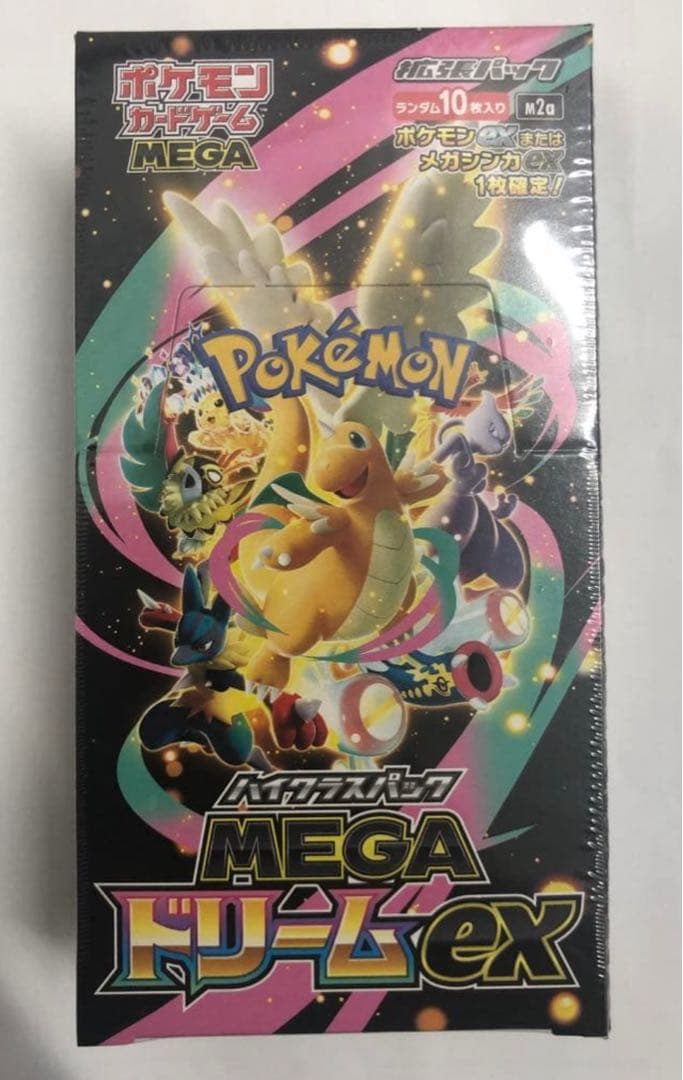 ポケモン
カードゲーム
MEGA
拡張パック
ランダム10枚入り
M2a
ポケモンexまたは
メガシンカex
1枚確定!
POKéMON
ハイクラスパック
MEGA
ドリームex